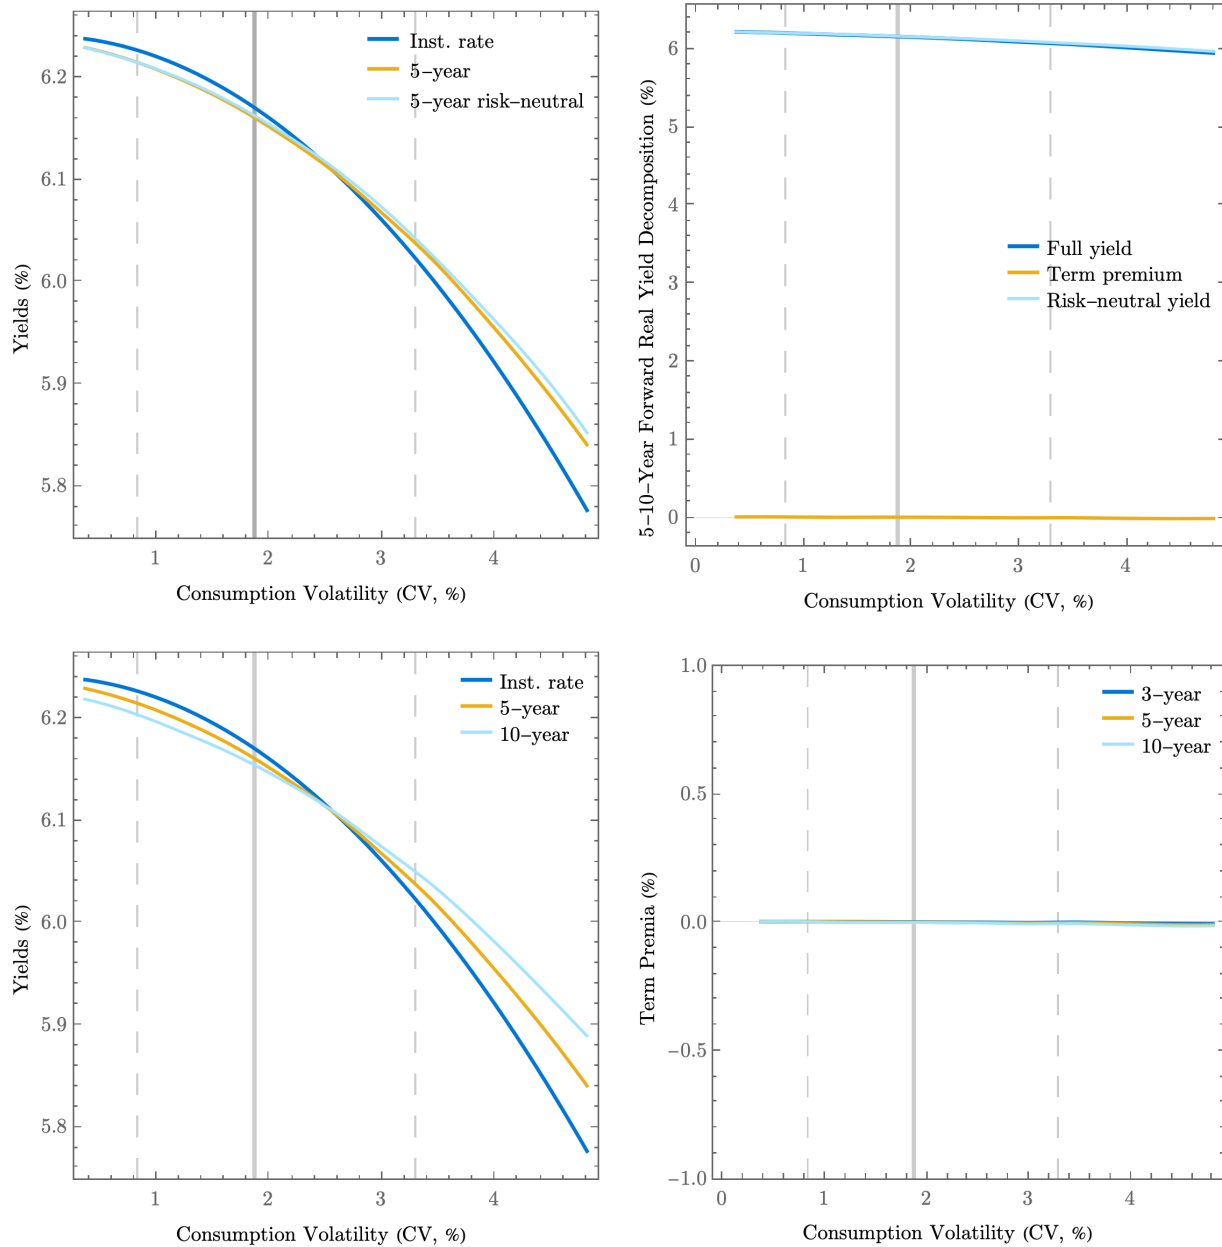 Inst. rate
5–year
5–year risk–neutral
6.2
6.1
6.0
5.9
5.8
Yields (%)
1
2
3
4
Consumption Volatility (CV, %)
5–10–Year Forward Real Yield Decomposition (%)
6
5
4
3
2
1
0
Full yield
Term premium
Risk–neutral yield
0
1
2
3
4
Consumption Volatility (CV, %)
Inst. rate
5–year
10–year
6.2
6.1
6.0
5.9
5.8
Yields (%)
1
2
3
4
Consumption Volatility (CV, %)
1.0
0.5
0.0
−0.5
−1.0
Term Premia (%)
3–year
5–year
10–year
0
1
2
3
4
Consumption Volatility (CV, %)